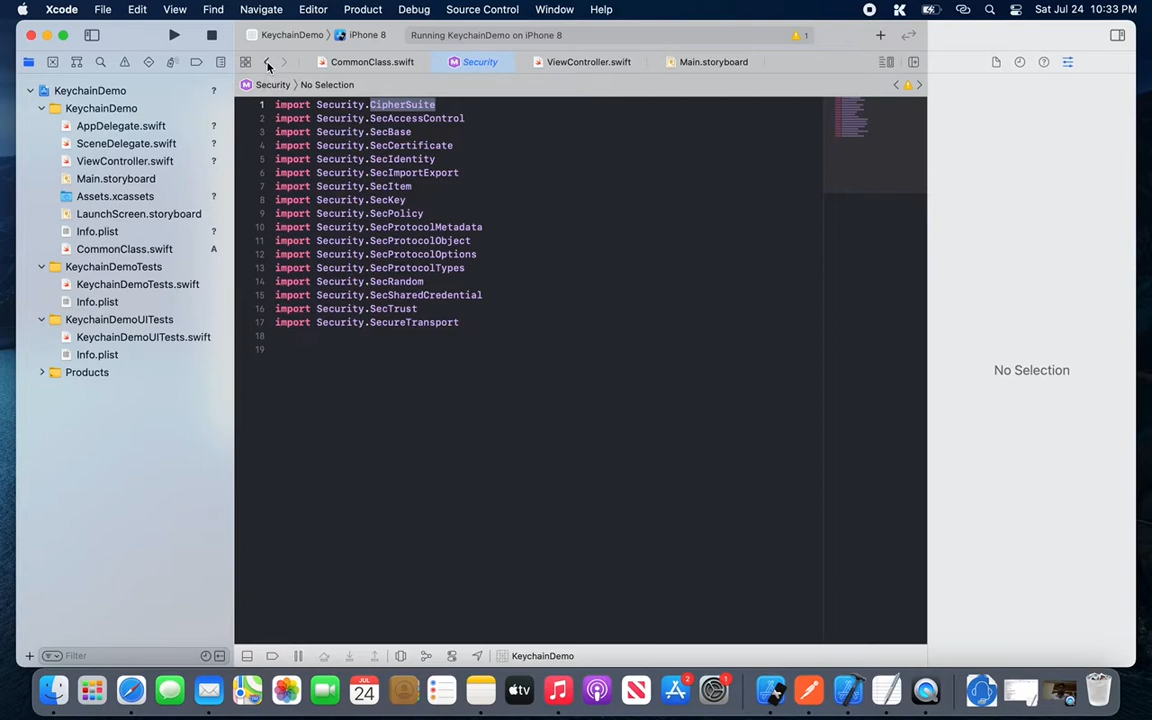 Xcode File Edit View Find Navigate Editor Product Debug Source Control Window Help Sat Jul 24 10:33 PM
KeychainDemo 〉 iPhone 8 Running KeychainDemo on iPhone 8 1
CommonClass.swift Security ViewController.swift Main.storyboard
Security 〉 No Selection
KeychainDemo ?
KeychainDemo
AppDelegate.swift ?
SceneDelegate.swift ?
ViewController.swift ?
Main.storyboard
Assets.xcassets ?
LaunchScreen.storyboard
Info.plist ?
CommonClass.swift A
KeychainDemoTests
KeychainDemoTests.swift
Info.plist
KeychainDemoUITests
KeychainDemoUITests.swift
Info.plist
Products
Filter
1 import Security.CipherSuite
2 import Security.SecAccessControl
3 import Security.SecBase
4 import Security.SecCertificate
5 import Security.SecIdentity
6 import Security.SecImportExport
7 import Security.SecItem
8 import Security.SecKey
9 import Security.SecPolicy
10 import Security.SecProtocolMetadata
11 import Security.SecProtocolObject
12 import Security.SecProtocolOptions
13 import Security.SecProtocolTypes
14 import Security.SecRandom
15 import Security.SecSharedCredential
16 import Security.SecTrust
17 import Security.SecureTransport
18
19
No Selection
KeychainDemo
JUL
24
tv
2
1